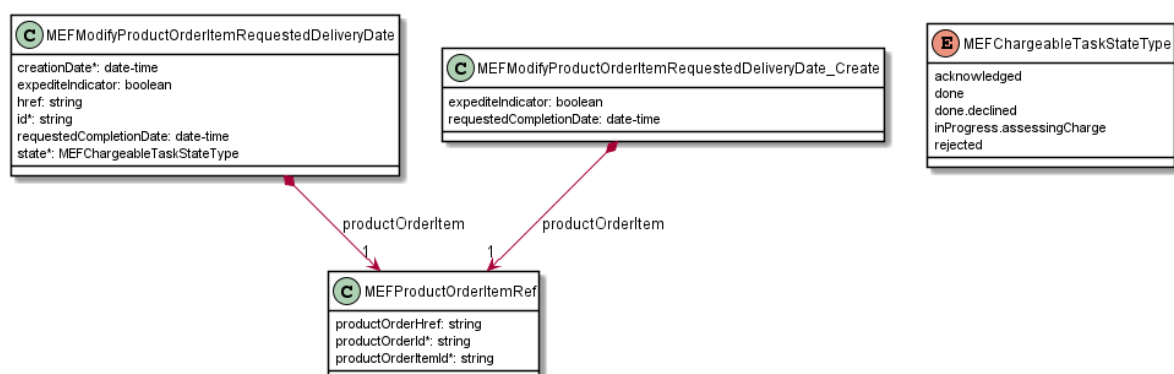 C MEFModifyProductOrderItemRequestedDeliveryDate
creationDate*: date-time
expediteIndicator: boolean
href: string
id*: string
requestedCompletionDate: date-time
state*: MEFChargeableTaskStateType
C MEFModifyProductOrderItemRequestedDeliveryDate_Create
expediteIndicator: boolean
requestedCompletionDate: date-time
E MEFChargeableTaskStateType
acknowledged
done
done.declined
inProgress.assessingCharge
rejected
productOrderItem
1
productOrderItem
1
C MEFProductOrderItemRef
productOrderHref: string
productOrderId*: string
productOrderItemId*: string